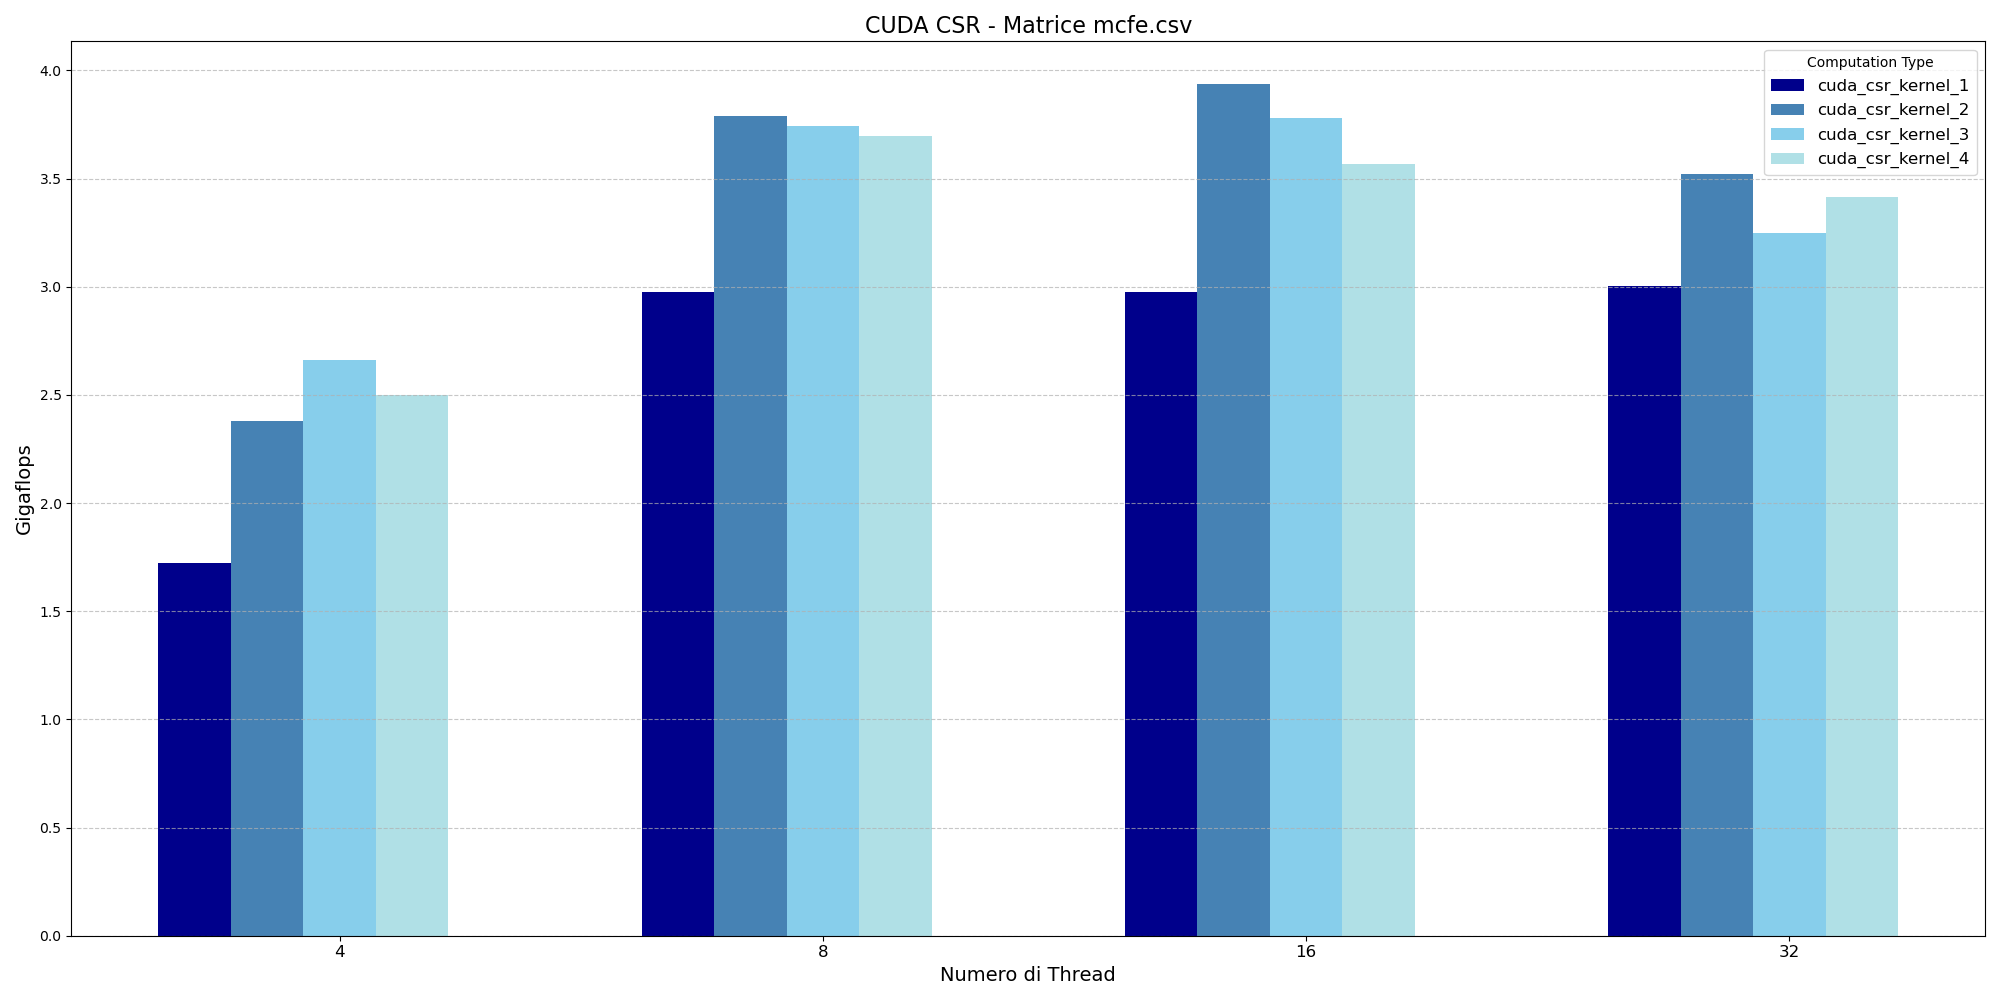 CUDA CSR - Matrice mcfe.csv
Computation Type
cuda_csr_kernel_1
cuda_csr_kernel_2
cuda_csr_kernel_3
cuda_csr_kernel_4
Gigaflops
4.0
3.5
3.0
2.5
2.0
1.5
1.0
0.5
0.0
4 8 16 32
Numero di Thread